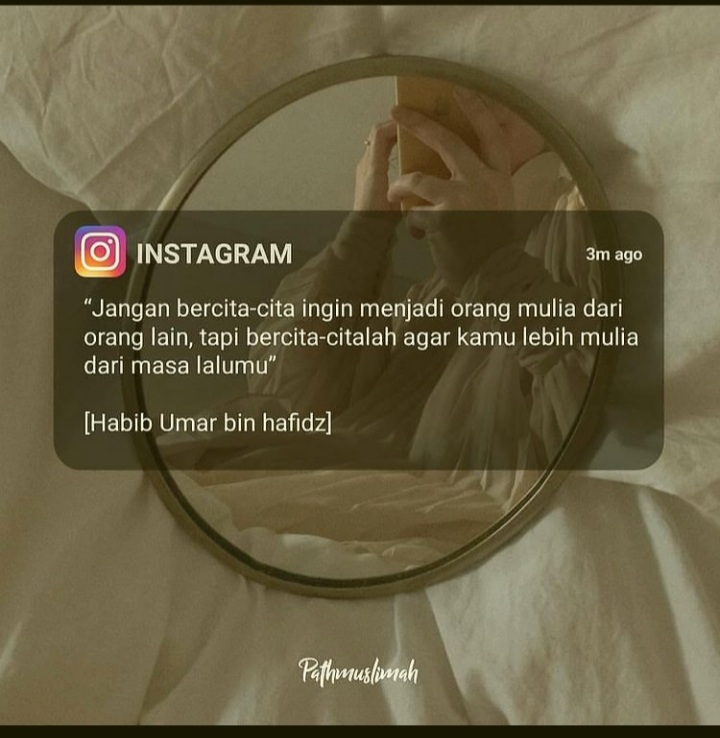 INSTAGRAM
3m ago
“Jangan bercita-cita ingin menjadi orang mulia dari
orang lain, tapi bercita-citalah agar kamu lebih mulia
dari masa lalumu”
[Habib Umar bin hafidz]
Pathmuslimah